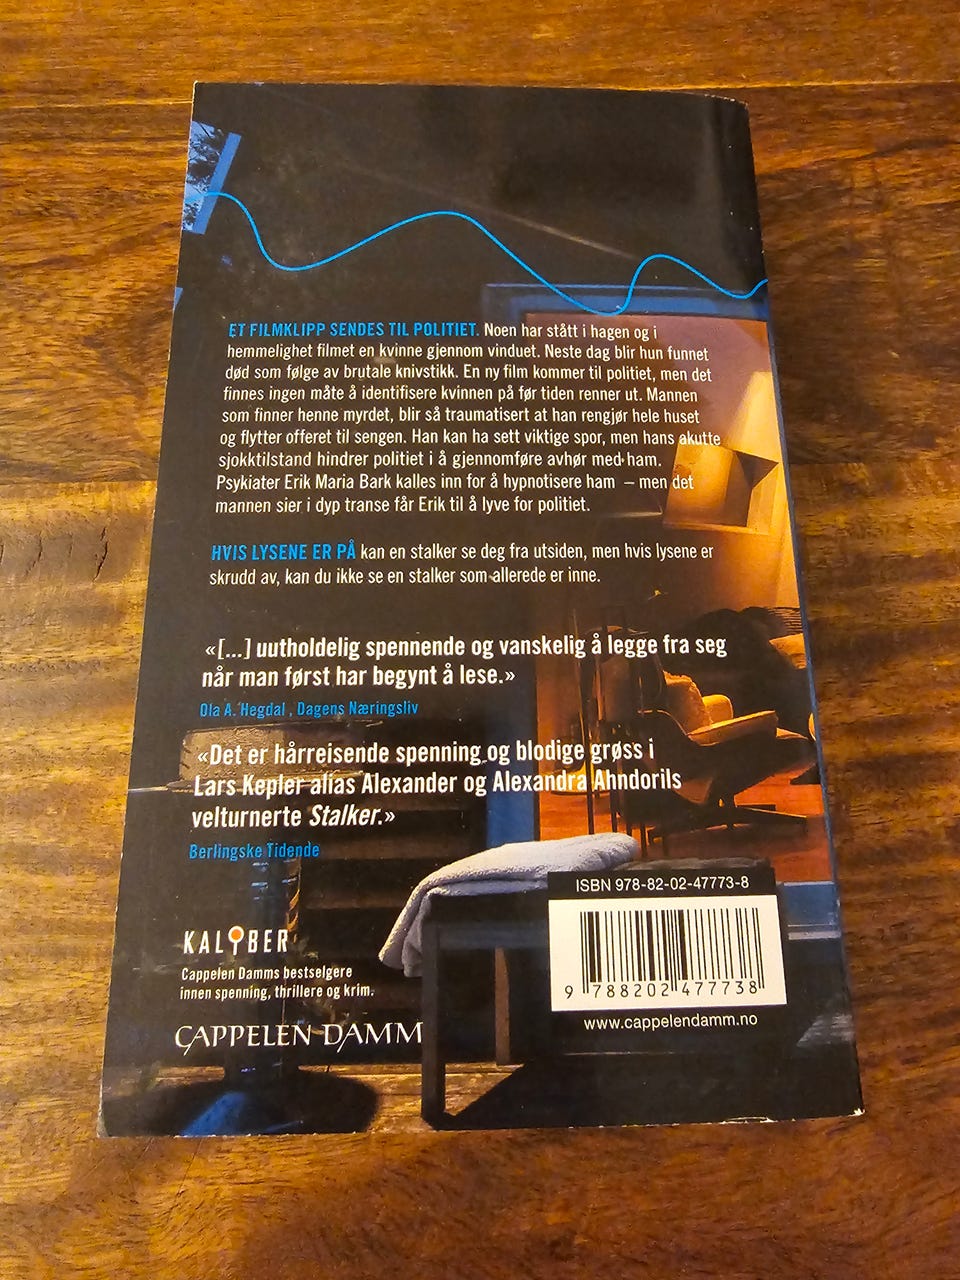 ET FILMKLIPP SENDES TIL POLITIET. Noen har stått i hagen og i
hemmelighet filmet en kvinne gjennom vinduet. Neste dag blir hun funnet
død som følge av brutale knivstikk. En ny film kommer til politiet, men det
finnes ingen måte å identifisere kvinnen på før tiden renner ut. Mannen
som finner henne myrdet, blir så traumatisert at han rengjør hele huset
og flytter offeret til sengen. Han kan ha sett viktige spor, men hans akutte
sjokktilstand hindrer politiet i å gjennomføre avhør med ham.
Psykiater Erik Maria Bark kalles inn for å hypnotisere ham – men det
mannen sier i dyp transe får Erik til å lyve for politiet.
HVIS LYSENE ER PÅ kan en stalker se deg fra utsiden, men hvis lysene er
skrudd av, kan du ikke se en stalker som allerede er inne.
«[...] uutholdelig spennende og vanskelig å legge fra seg
når man først har begynt å lese.»
Ola A. Hegdal, Dagens Næringsliv
«Det er hårreisende spenning og blodige grøss i
Lars Kepler alias Alexander og Alexandra Ahndorils
velturnerte Stalker.»
Berlingske Tidende
KALIBER
Cappelen Damms bestselgere
innen spenning, thrillere og krim.
CAPPELEN DAMM
ISBN 978-82-02-47773-8
9 788202 477738
www.cappelendamm.no